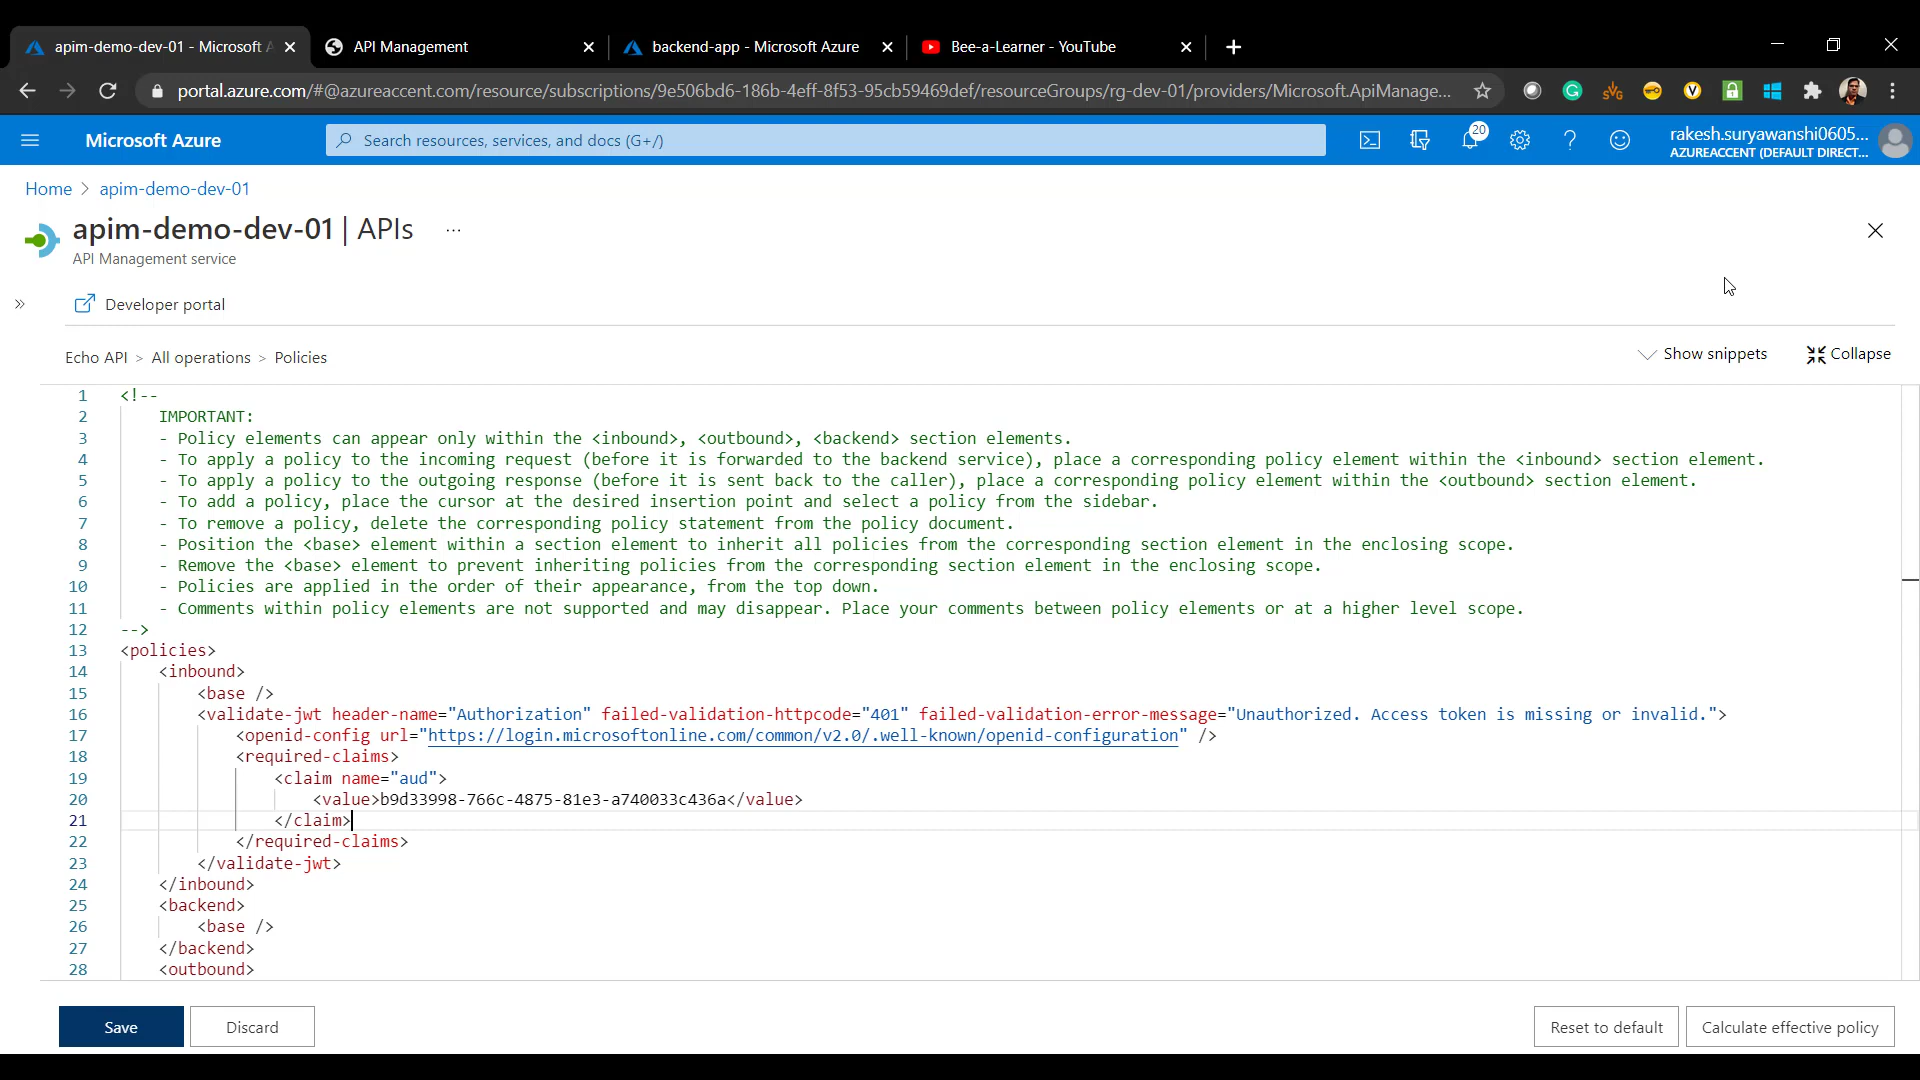 apim-demo-dev-01 - Microsoft A
API Management
backend-app - Microsoft Azure
Bee-a-Learner - YouTube
portal.azure.com/#@azureaccent.com/resource/subscriptions/9e506bd6-186b-4eff-8f53-95cb59469def/resourceGroups/rg-dev-01/providers/Microsoft.ApiManage...
Microsoft Azure
Search resources, services, and docs (G+/)
20
rakesh.suryawanshi0605...
AZUREACCENT (DEFAULT DIRECT...
Home > apim-demo-dev-01
apim-demo-dev-01 | APIs ...
API Management service
Developer portal
Echo API > All operations > Policies
Show snippets
Collapse
1 <!--
2 IMPORTANT:
3 - Policy elements can appear only within the <inbound>, <outbound>, <backend> section elements.
4 - To apply a policy to the incoming request (before it is forwarded to the backend service), place a corresponding policy element within the <inbound> section element.
5 - To apply a policy to the outgoing response (before it is sent back to the caller), place a corresponding policy element within the <outbound> section element.
6 - To add a policy, place the cursor at the desired insertion point and select a policy from the sidebar.
7 - To remove a policy, delete the corresponding policy statement from the policy document.
8 - Position the <base> element within a section element to inherit all policies from the corresponding section element in the enclosing scope.
9 - Remove the <base> element to prevent inheriting policies from the corresponding section element in the enclosing scope.
10 - Policies are applied in the order of their appearance, from the top down.
11 - Comments within policy elements are not supported and may disappear. Place your comments between policy elements or at a higher level scope.
12 -->
13 <policies>
14 <inbound>
15 <base />
16 <validate-jwt header-name="Authorization" failed-validation-httpcode="401" failed-validation-error-message="Unauthorized. Access token is missing or invalid.">
17 <openid-config url="https://login.microsoftonline.com/common/v2.0/.well-known/openid-configuration" />
18 <required-claims>
19 <claim name="aud">
20 <value>b9d33998-766c-4875-81e3-a740033c436a</value>
21 </claim>
22 </required-claims>
23 </validate-jwt>
24 </inbound>
25 <backend>
26 <base />
27 </backend>
28 <outbound>
Save
Discard
Reset to default
Calculate effective policy